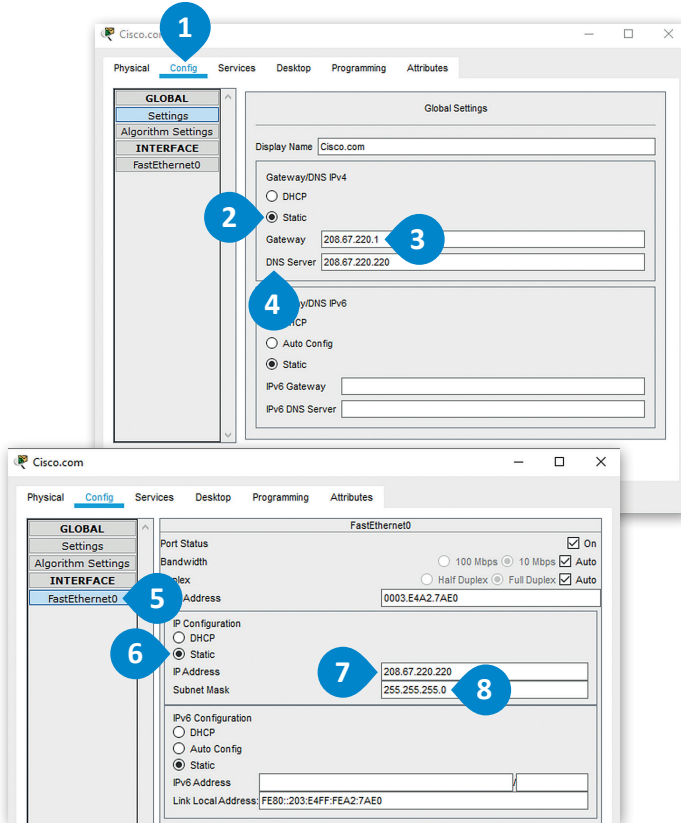 1
Cisco.co
Physical Config Services Desktop Programming Attributes
GLOBAL
Settings
Algorithm Settings
INTERFACE
FastEthernet0
Global Settings
Display Name Cisco.com
Gateway/DNS IPv4
DHCP
2 Static
Gateway 208.67.220.1 3
DNS Server 208.67.220.220
4
y/DNS IPv6
HCP
Auto Config
Static
IPv6 Gateway
IPv6 DNS Server
Cisco.com
Physical Config Services Desktop Programming Attributes
GLOBAL
Settings
Algorithm Settings
INTERFACE
FastEthernet0 5
FastEthernet0
Port Status On
Bandwidth 100 Mbps 10 Mbps Auto
plex Half Duplex Full Duplex Auto
Address 0003.E4A2.7AE0
IP Configuration
DHCP
6 Static
IP Address 7 208.67.220.220
Subnet Mask 255.255.255.0 8
IPv6 Configuration
DHCP
Auto Config
Static
IPv6 Address /
Link Local Address: FE80::203:E4FF:FEA2:7AE0